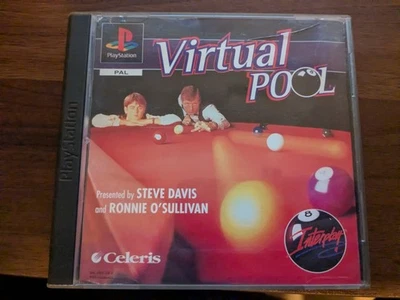 PlayStation
PAL
Virtual
POOL
PlayStation
Presented by STEVE DAVIS
and RONNIE O'SULLIVAN
Interplay
Celeris